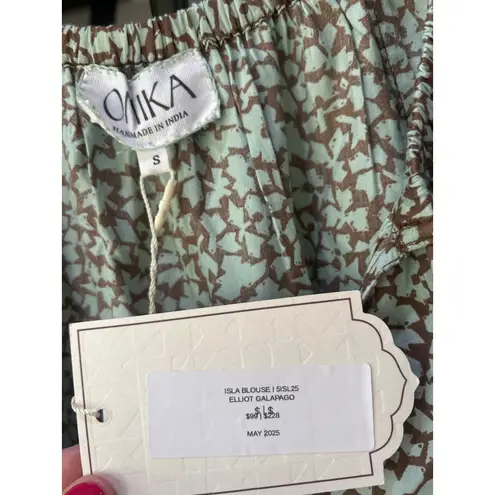 OMIKA
HANDMADE IN INDIA
S
ISLA BLOUSE | SISL25
ELLIOT GALAPAGO
$ | $
$99 | $228
MAY 2025